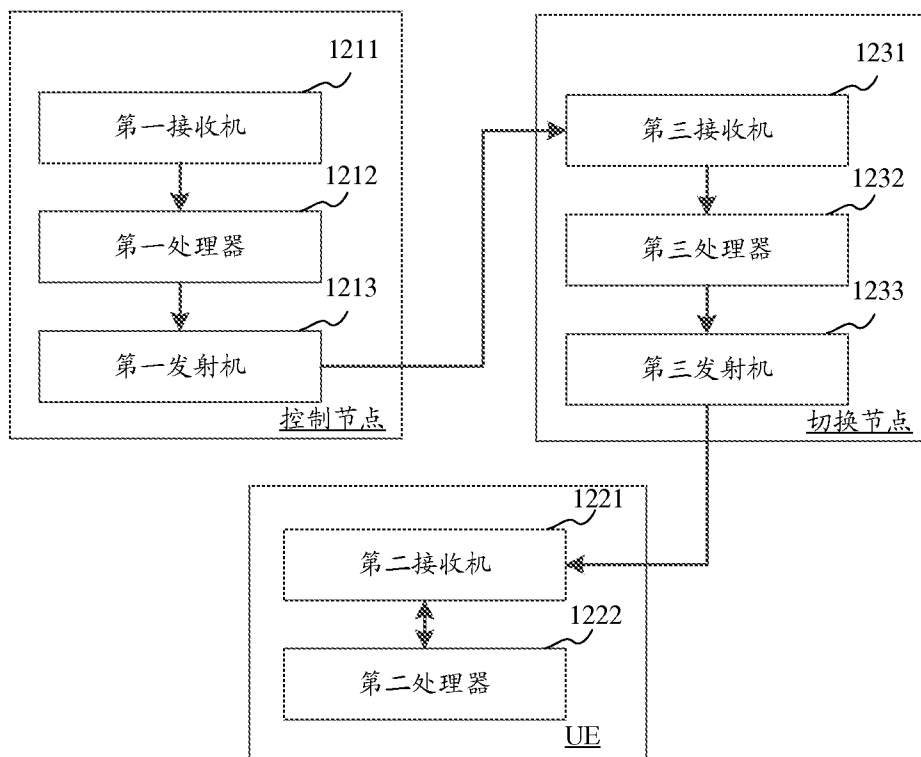 1211
第一接收机
1212
第一处理器
1213
第一发射机
控制节点
1231
第三接收机
1232
第三处理器
1233
第三发射机
切换节点
1221
第二接收机
1222
第二处理器
UE